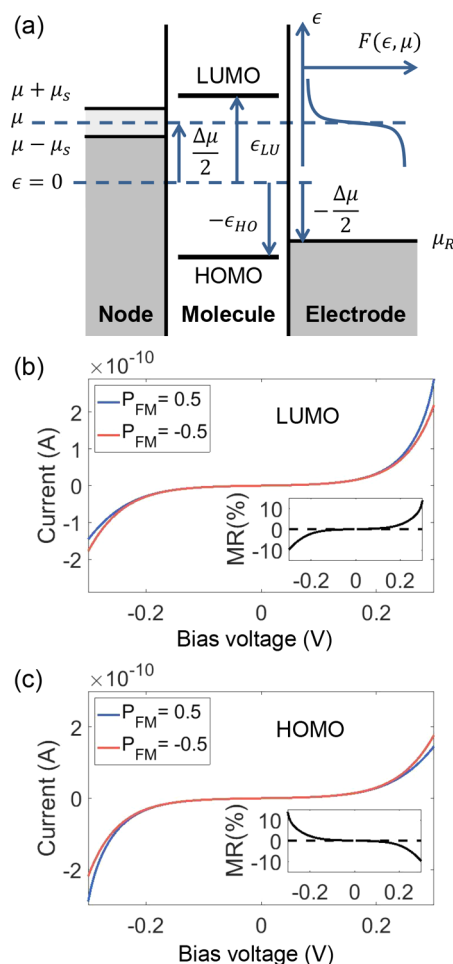 (a)
ϵ
F(ϵ, μ)
LUMO
μ + μs
μ
μ − μs
Δμ/2
ϵLU
ϵ = 0
−ϵHO
−Δμ/2
μR
HOMO
Node Molecule Electrode
(b)
×10⁻¹⁰
PFM = 0.5
PFM = -0.5
LUMO
Current (A)
2
1
0
-1
-2
MR(%)
10
0
-10
-0.2 0 0.2
-0.2 0 0.2
Bias voltage (V)
(c)
×10⁻¹⁰
PFM = 0.5
PFM = -0.5
HOMO
Current (A)
2
0
-2
MR(%)
10
0
-10
-0.2 0 0.2
-0.2 0 0.2
Bias voltage (V)